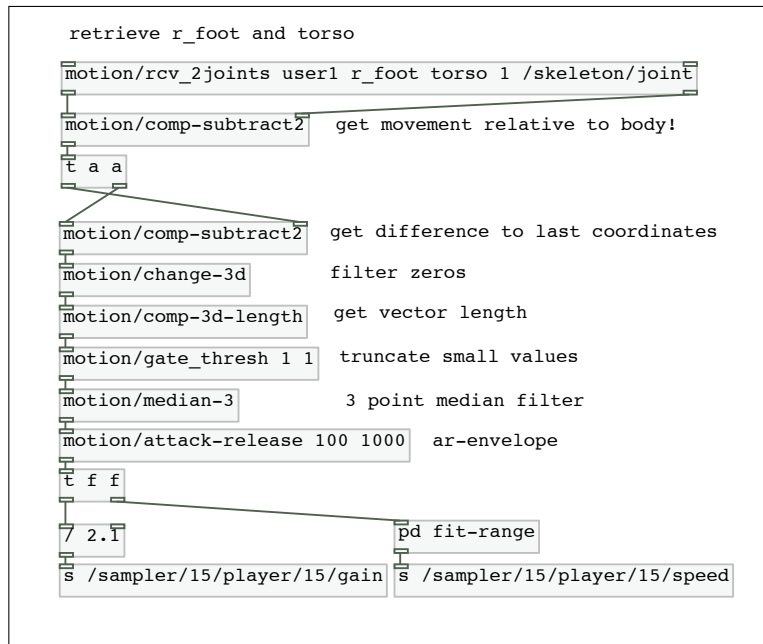 retrieve r_foot and torso
motion/rcv_2joints user1 r_foot torso 1 /skeleton/joint
motion/comp-subtract2 get movement relative to body!
t a a
motion/comp-subtract2 get difference to last coordinates
motion/change-3d filter zeros
motion/comp-3d-length get vector length
motion/gate_thresh 1 1 truncate small values
motion/median-3 3 point median filter
motion/attack-release 100 1000 ar-envelope
t f f
/ 2.1 pd fit-range
s /sampler/15/player/15/gain s /sampler/15/player/15/speed